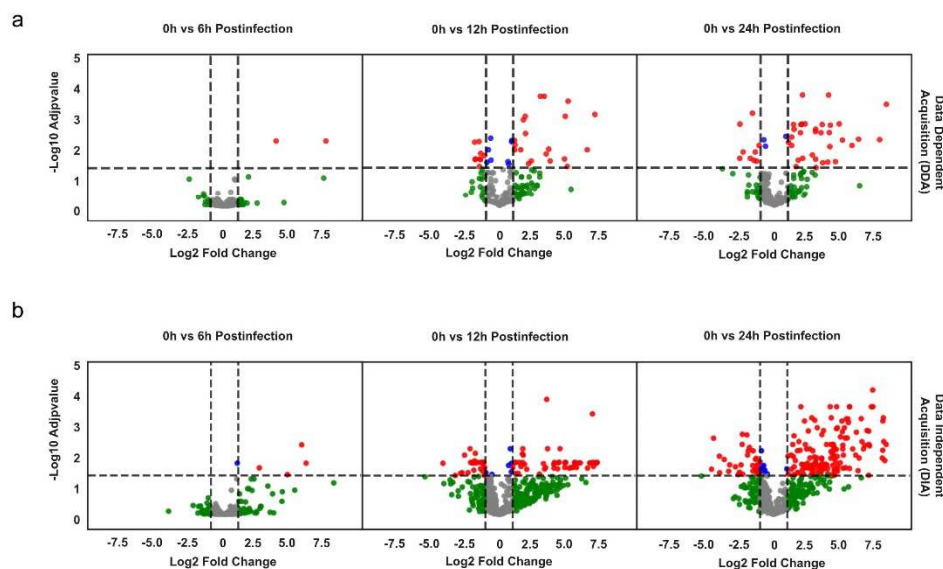 a
0h vs 6h Postinfection
0h vs 12h Postinfection
0h vs 24h Postinfection
-Log10 Adjpvalue
5
4
3
2
1
0
-7.5 -5.0 -2.5 0 2.5 5.0 7.5
-7.5 -5.0 -2.5 0 2.5 5.0 7.5
-7.5 -5.0 -2.5 0 2.5 5.0 7.5
Log2 Fold Change
Log2 Fold Change
Log2 Fold Change
Data Dependent
Acquisition (DDA)
b
0h vs 6h Postinfection
0h vs 12h Postinfection
0h vs 24h Postinfection
-Log10 Adjpvalue
5
4
3
2
1
0
-7.5 -5.0 -2.5 0 2.5 5.0 7.5
-7.5 -5.0 -2.5 0 2.5 5.0 7.5
-7.5 -5.0 -2.5 0 2.5 5.0 7.5
Log2 Fold Change
Log2 Fold Change
Log2 Fold Change
Data Independent
Acquisition (DIA)